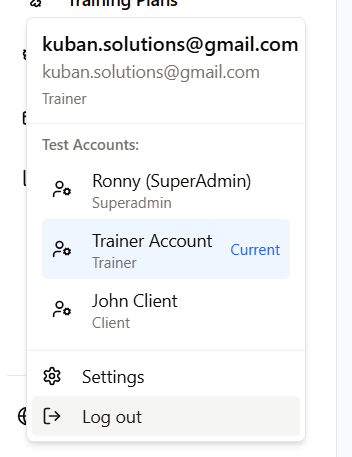 Training Plans
kuban.solutions@gmail.com
kuban.solutions@gmail.com
Trainer
Test Accounts:
Ronny (SuperAdmin)
Superadmin
Trainer Account
Current
Trainer
John Client
Client
Settings
Log out